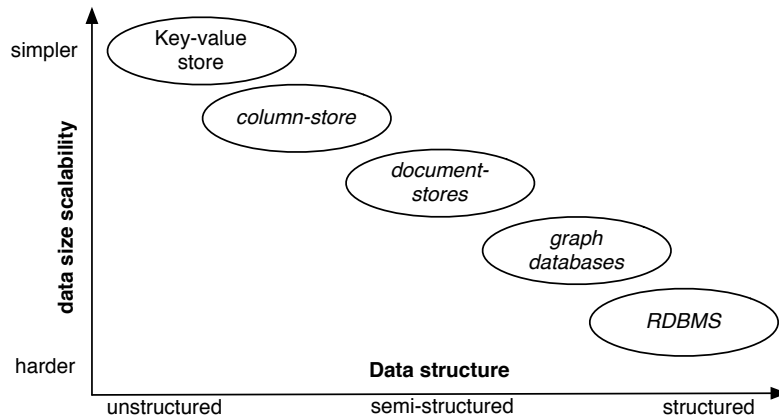 simpler
Key-value
store
column-store
document-
stores
graph
databases
RDBMS
data size scalability
harder
Data structure
unstructured
semi-structured
structured